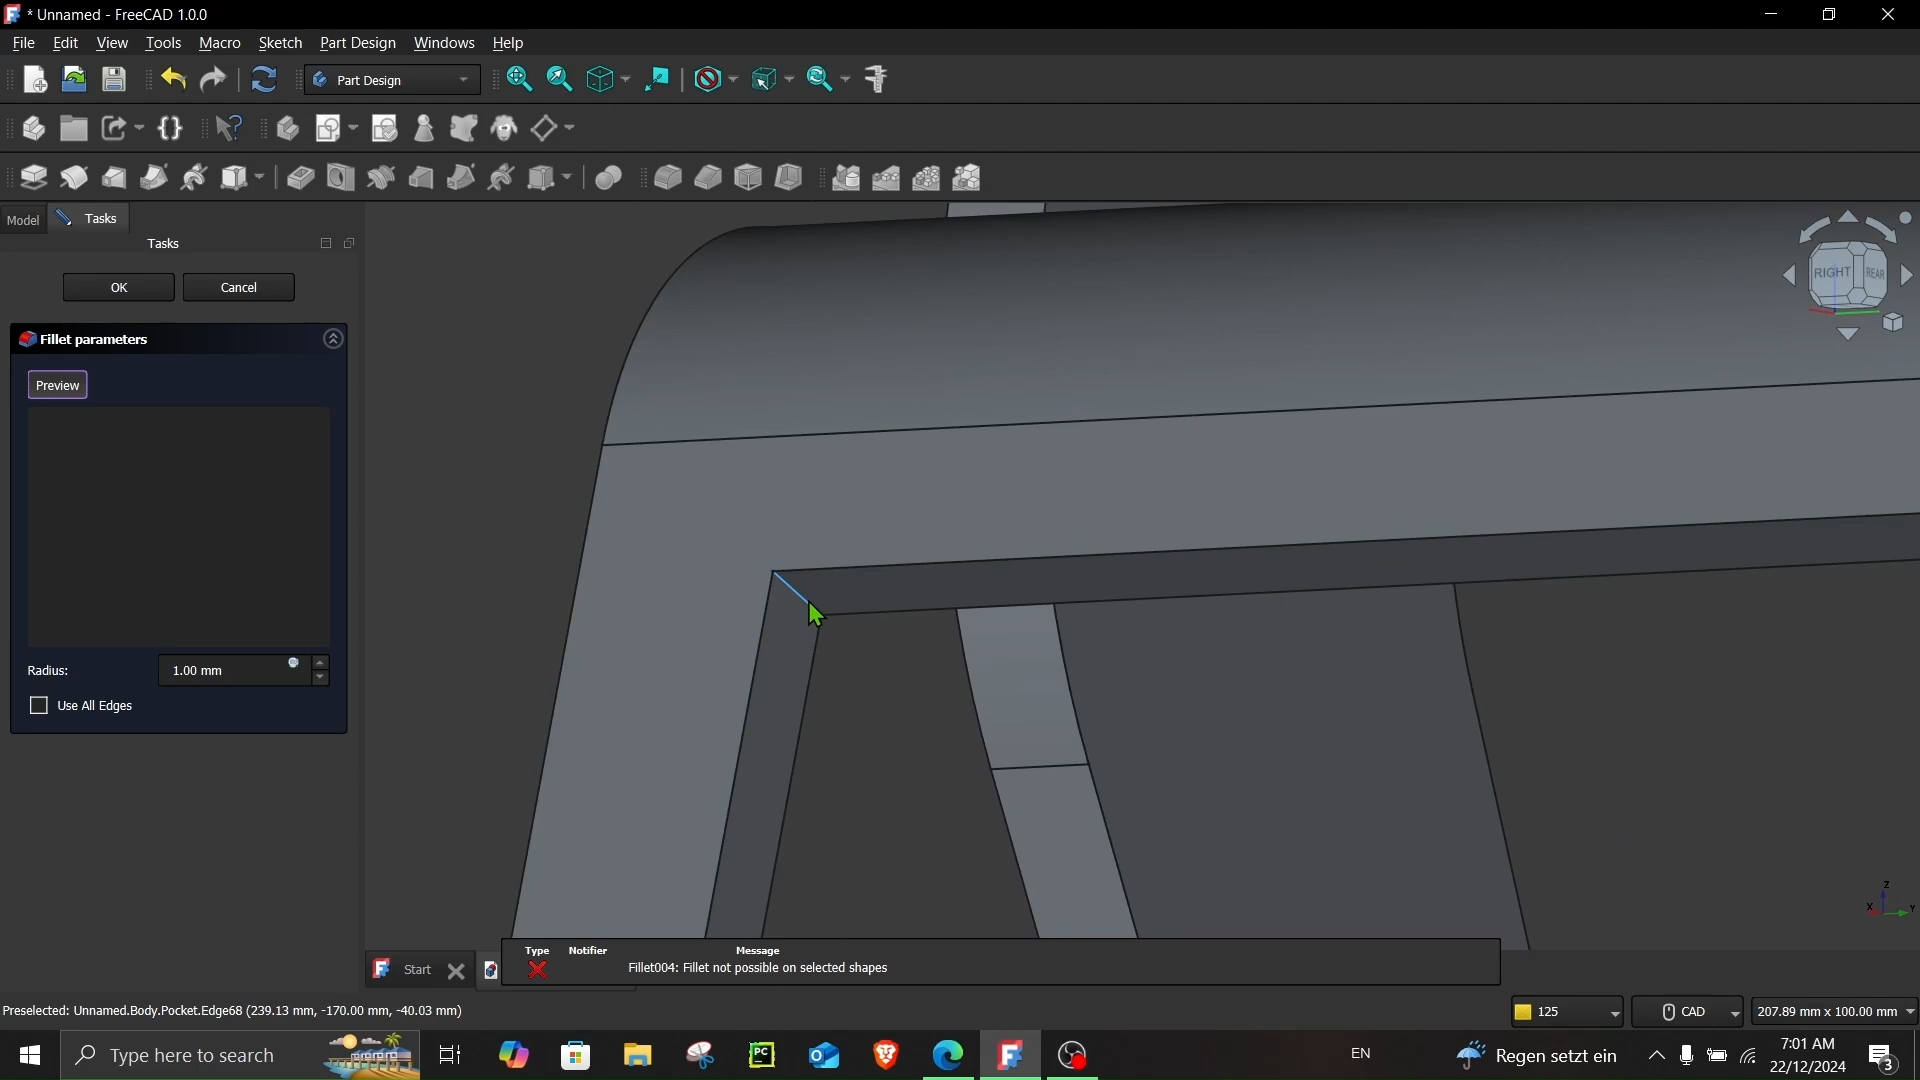 * Unnamed - FreeCAD 1.0.0
File Edit View Tools Macro Sketch Part Design Windows Help
Part Design
Model Tasks
Tasks
OK Cancel
Fillet parameters
Preview
Radius: 1.00 mm
Use All Edges
RIGHT REAR
Z
X Y
Type Notifier Message
Fillet004: Fillet not possible on selected shapes
Start
Preselected: Unnamed.Body.Pocket.Edge68 (239.13 mm, -170.00 mm, -40.03 mm)
125 CAD 207.89 mm x 100.00 mm
Type here to search
PC
EN
Regen setzt ein
7:01 AM
22/12/2024
3